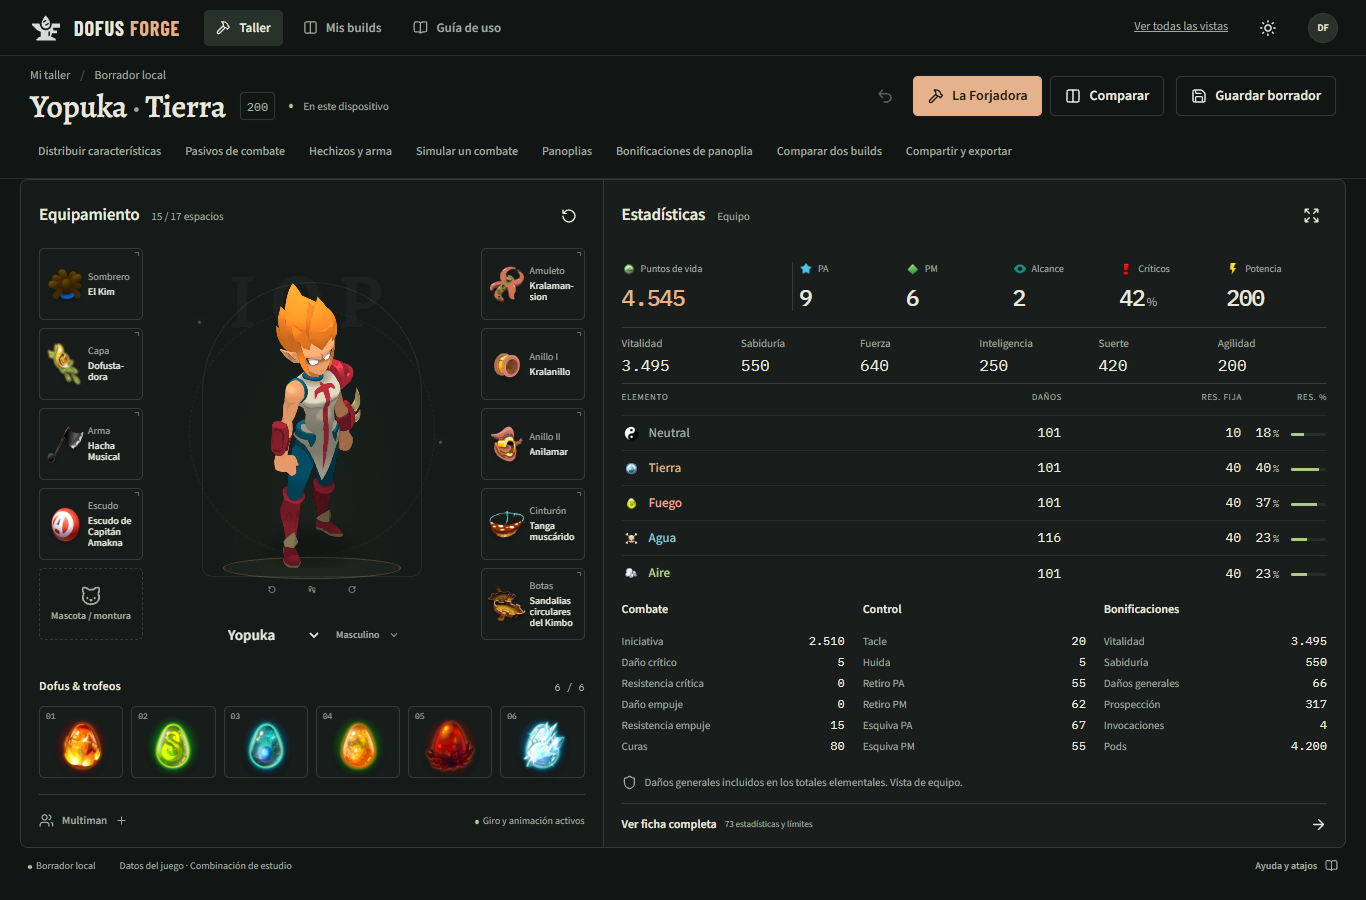 DOFUS FORGE
Taller
Mis builds
Guía de uso
Ver todas las vistas
DF
Mi taller / Borrador local
Yopuka · Tierra
200
• En este dispositivo
La Forjadora
Comparar
Guardar borrador
Distribuir características
Pasivos de combate
Hechizos y arma
Simular un combate
Panoplias
Bonificaciones de panoplia
Comparar dos builds
Compartir y exportar
Equipamiento 15 / 17 espacios
IOP
Sombrero
El Kim
Capa
Dofusta-
dora
Arma
Hacha
Musical
Escudo
Escudo de
Capitán
Amakna
Mascota / montura
Amuleto
Kralaman-
sion
Anillo I
Kralanillo
Anillo II
Anilamar
Cinturón
Tanga
muscárido
Botas
Sandalias
circulares
del Kimbo
Yopuka
Masculino
Dofus & trofeos 6 / 6
01 02 03 04 05 06
Multiman +
• Giro y animación activos
Estadísticas Equipo
Puntos de vida PA PM Alcance Críticos Potencia
4.545 9 6 2 42% 200
Vitalidad Sabiduría Fuerza Inteligencia Suerte Agilidad
3.495 550 640 250 420 200
ELEMENTO DAÑOS RES. FIJA RES. %
Neutral 101 10 18%
Tierra 101 40 40%
Fuego 101 40 37%
Agua 116 40 23%
Aire 101 40 23%
Combate
Iniciativa 2.510
Daño crítico 5
Resistencia crítica 0
Daño empuje 0
Resistencia empuje 15
Curas 80
Control
Tacle 20
Huida 5
Retiro PA 55
Retiro PM 62
Esquiva PA 67
Esquiva PM 55
Bonificaciones
Vitalidad 3.495
Sabiduría 550
Daños generales 66
Prospección 317
Invocaciones 4
Pods 4.200
Daños generales incluidos en los totales elementales. Vista de equipo.
Ver ficha completa 73 estadísticas y límites
• Borrador local
Datos del juego · Combinación de estudio
Ayuda y atajos